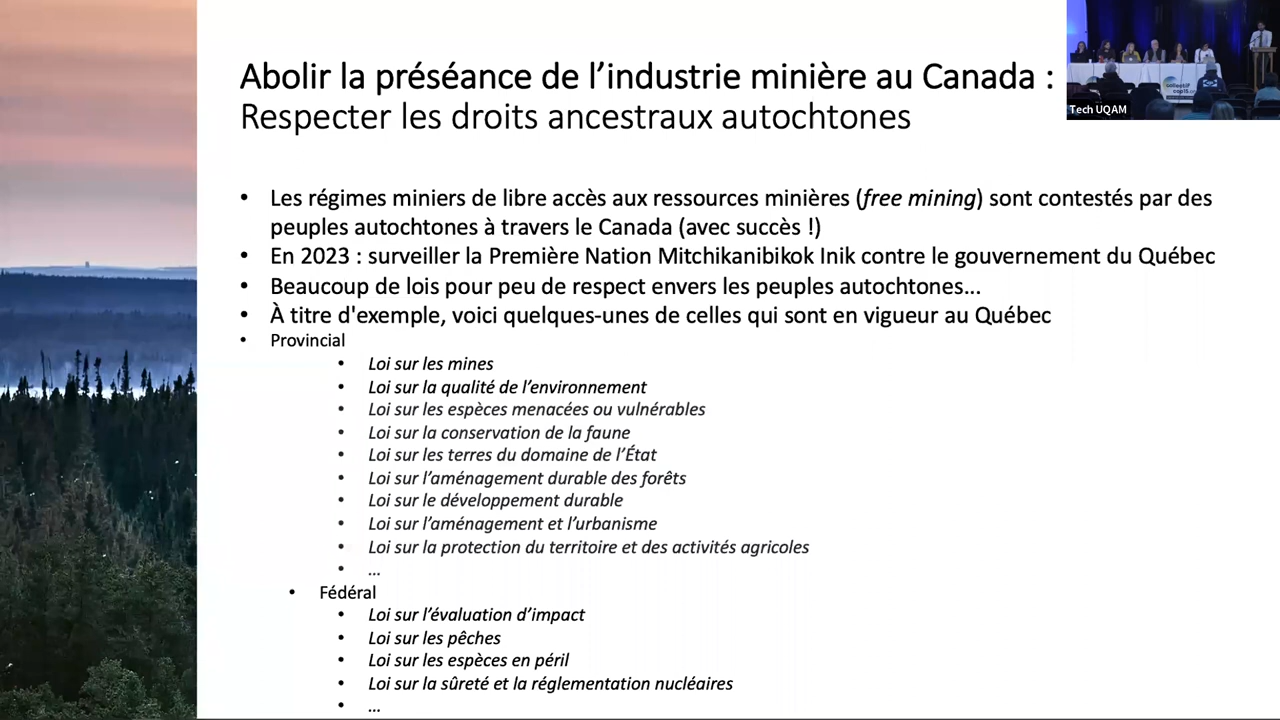 Abolir la préséance de l’industrie minière au Canada :
Respecter les droits ancestraux autochtones
Tech UQAM
collectif
cop15.org
• Les régimes miniers de libre accès aux ressources minières (free mining) sont contestés par des
peuples autochtones à travers le Canada (avec succès !)
• En 2023 : surveiller la Première Nation Mitchikanibikok Inik contre le gouvernement du Québec
• Beaucoup de lois pour peu de respect envers les peuples autochtones...
• À titre d'exemple, voici quelques-unes de celles qui sont en vigueur au Québec
• Provincial
• Loi sur les mines
• Loi sur la qualité de l’environnement
• Loi sur les espèces menacées ou vulnérables
• Loi sur la conservation de la faune
• Loi sur les terres du domaine de l’État
• Loi sur l’aménagement durable des forêts
• Loi sur le développement durable
• Loi sur l’aménagement et l’urbanisme
• Loi sur la protection du territoire et des activités agricoles
• ...
• Fédéral
• Loi sur l’évaluation d’impact
• Loi sur les pêches
• Loi sur les espèces en péril
• Loi sur la sûreté et la réglementation nucléaires
• ...